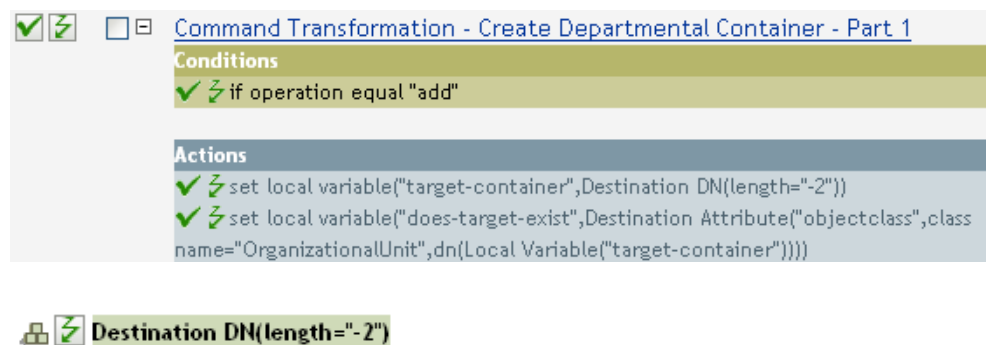 Command Transformation - Create Departmental Container - Part 1
Conditions
if operation equal "add"
Actions
set local variable("target-container",Destination DN(length="-2"))
set local variable("does-target-exist",Destination Attribute("objectclass",class
name="OrganizationalUnit",dn(Local Variable("target-container"))))
Destination DN(length="-2")